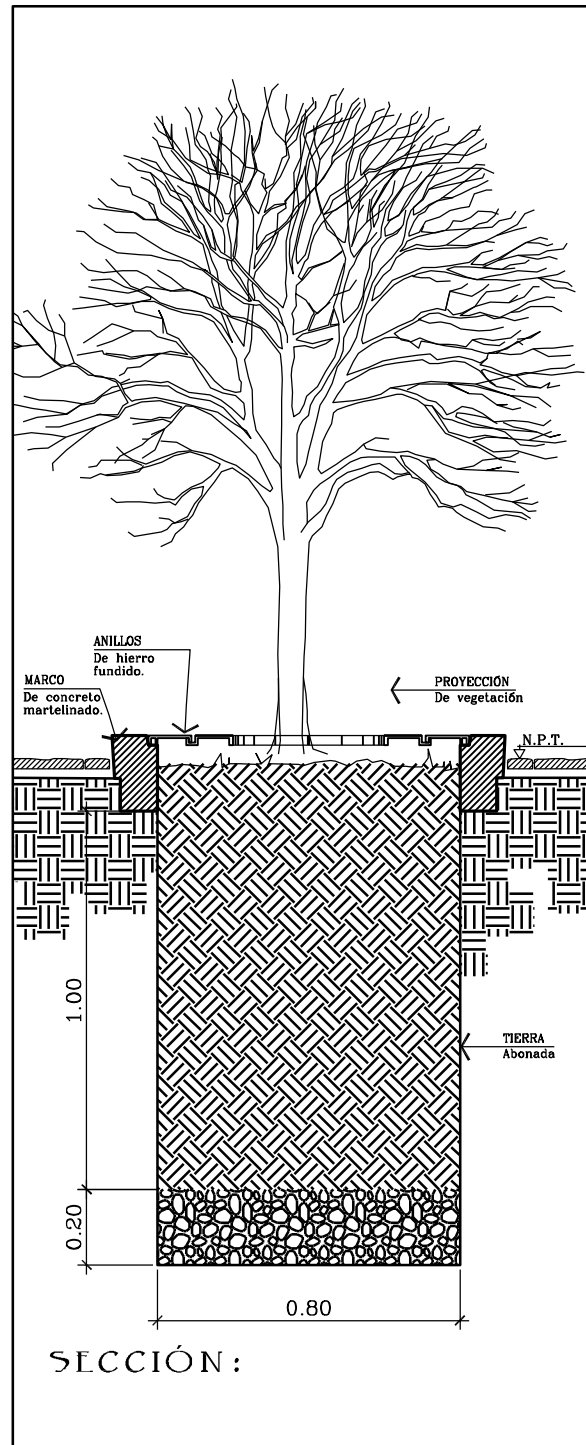 ANILLOS
De hierro
fundido.
MARCO
De concreto
martelinado.
PROYECCIÓN
De vegetación
N.P.T.
1.00
TIERRA
Abonada
0.20
0.80
SECCIÓN: